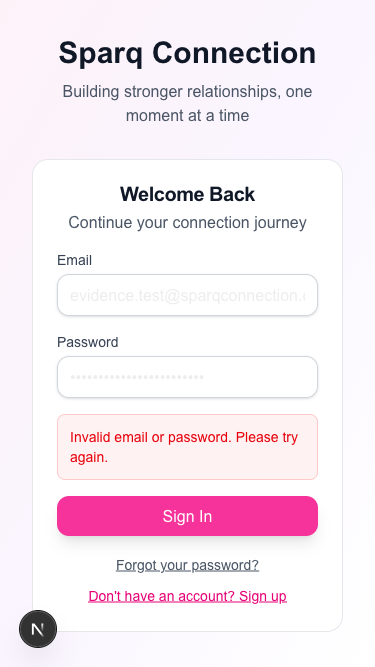 Sparq Connection
Building stronger relationships, one
moment at a time
Welcome Back
Continue your connection journey
Email
evidence.test@sparqconnection.
Password
••••••••••••••••••••••••
Invalid email or password. Please try
again.
Sign In
Forgot your password?
Don't have an account? Sign up
N